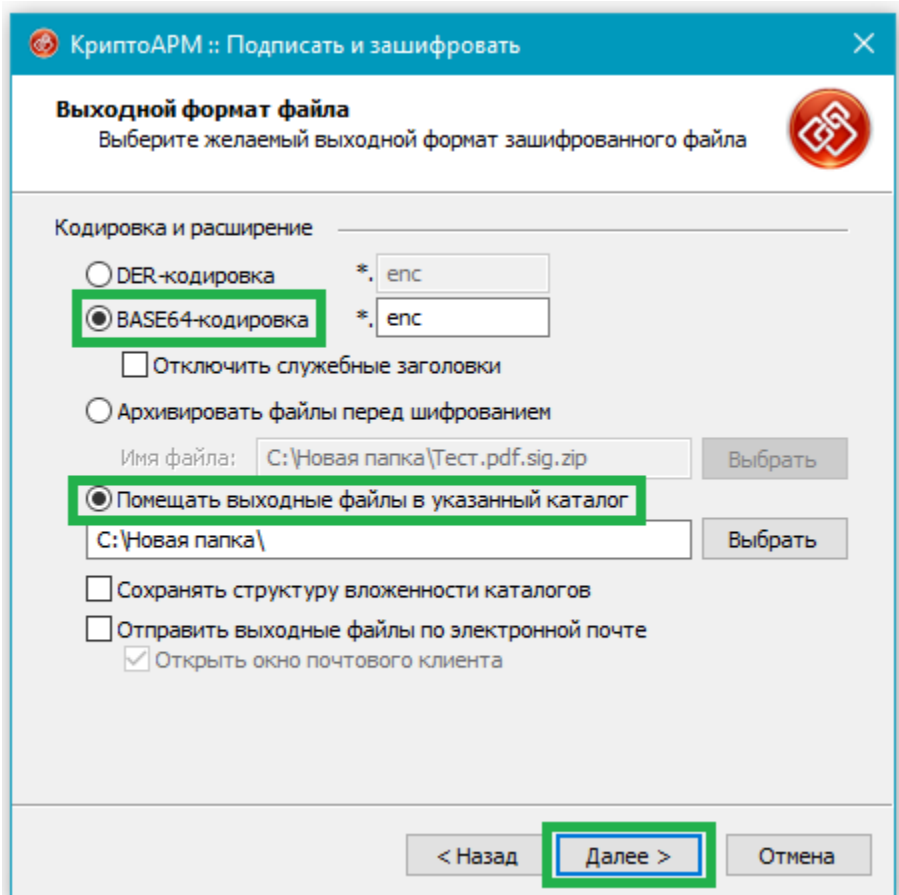 КриптоАРМ :: Подписать и зашифровать
Выходной формат файла
Выберите желаемый выходной формат зашифрованного файла
Кодировка и расширение
DER-кодировка *. enc
BASE64-кодировка *. enc
Отключить служебные заголовки
Архивировать файлы перед шифрованием
Имя файла: C:\Новая папка\Тест.pdf.sig.zip Выбрать
Помещать выходные файлы в указанный каталог
C:\Новая папка\ Выбрать
Сохранять структуру вложенности каталогов
Отправить выходные файлы по электронной почте
Открыть окно почтового клиента
< Назад Далее > Отмена